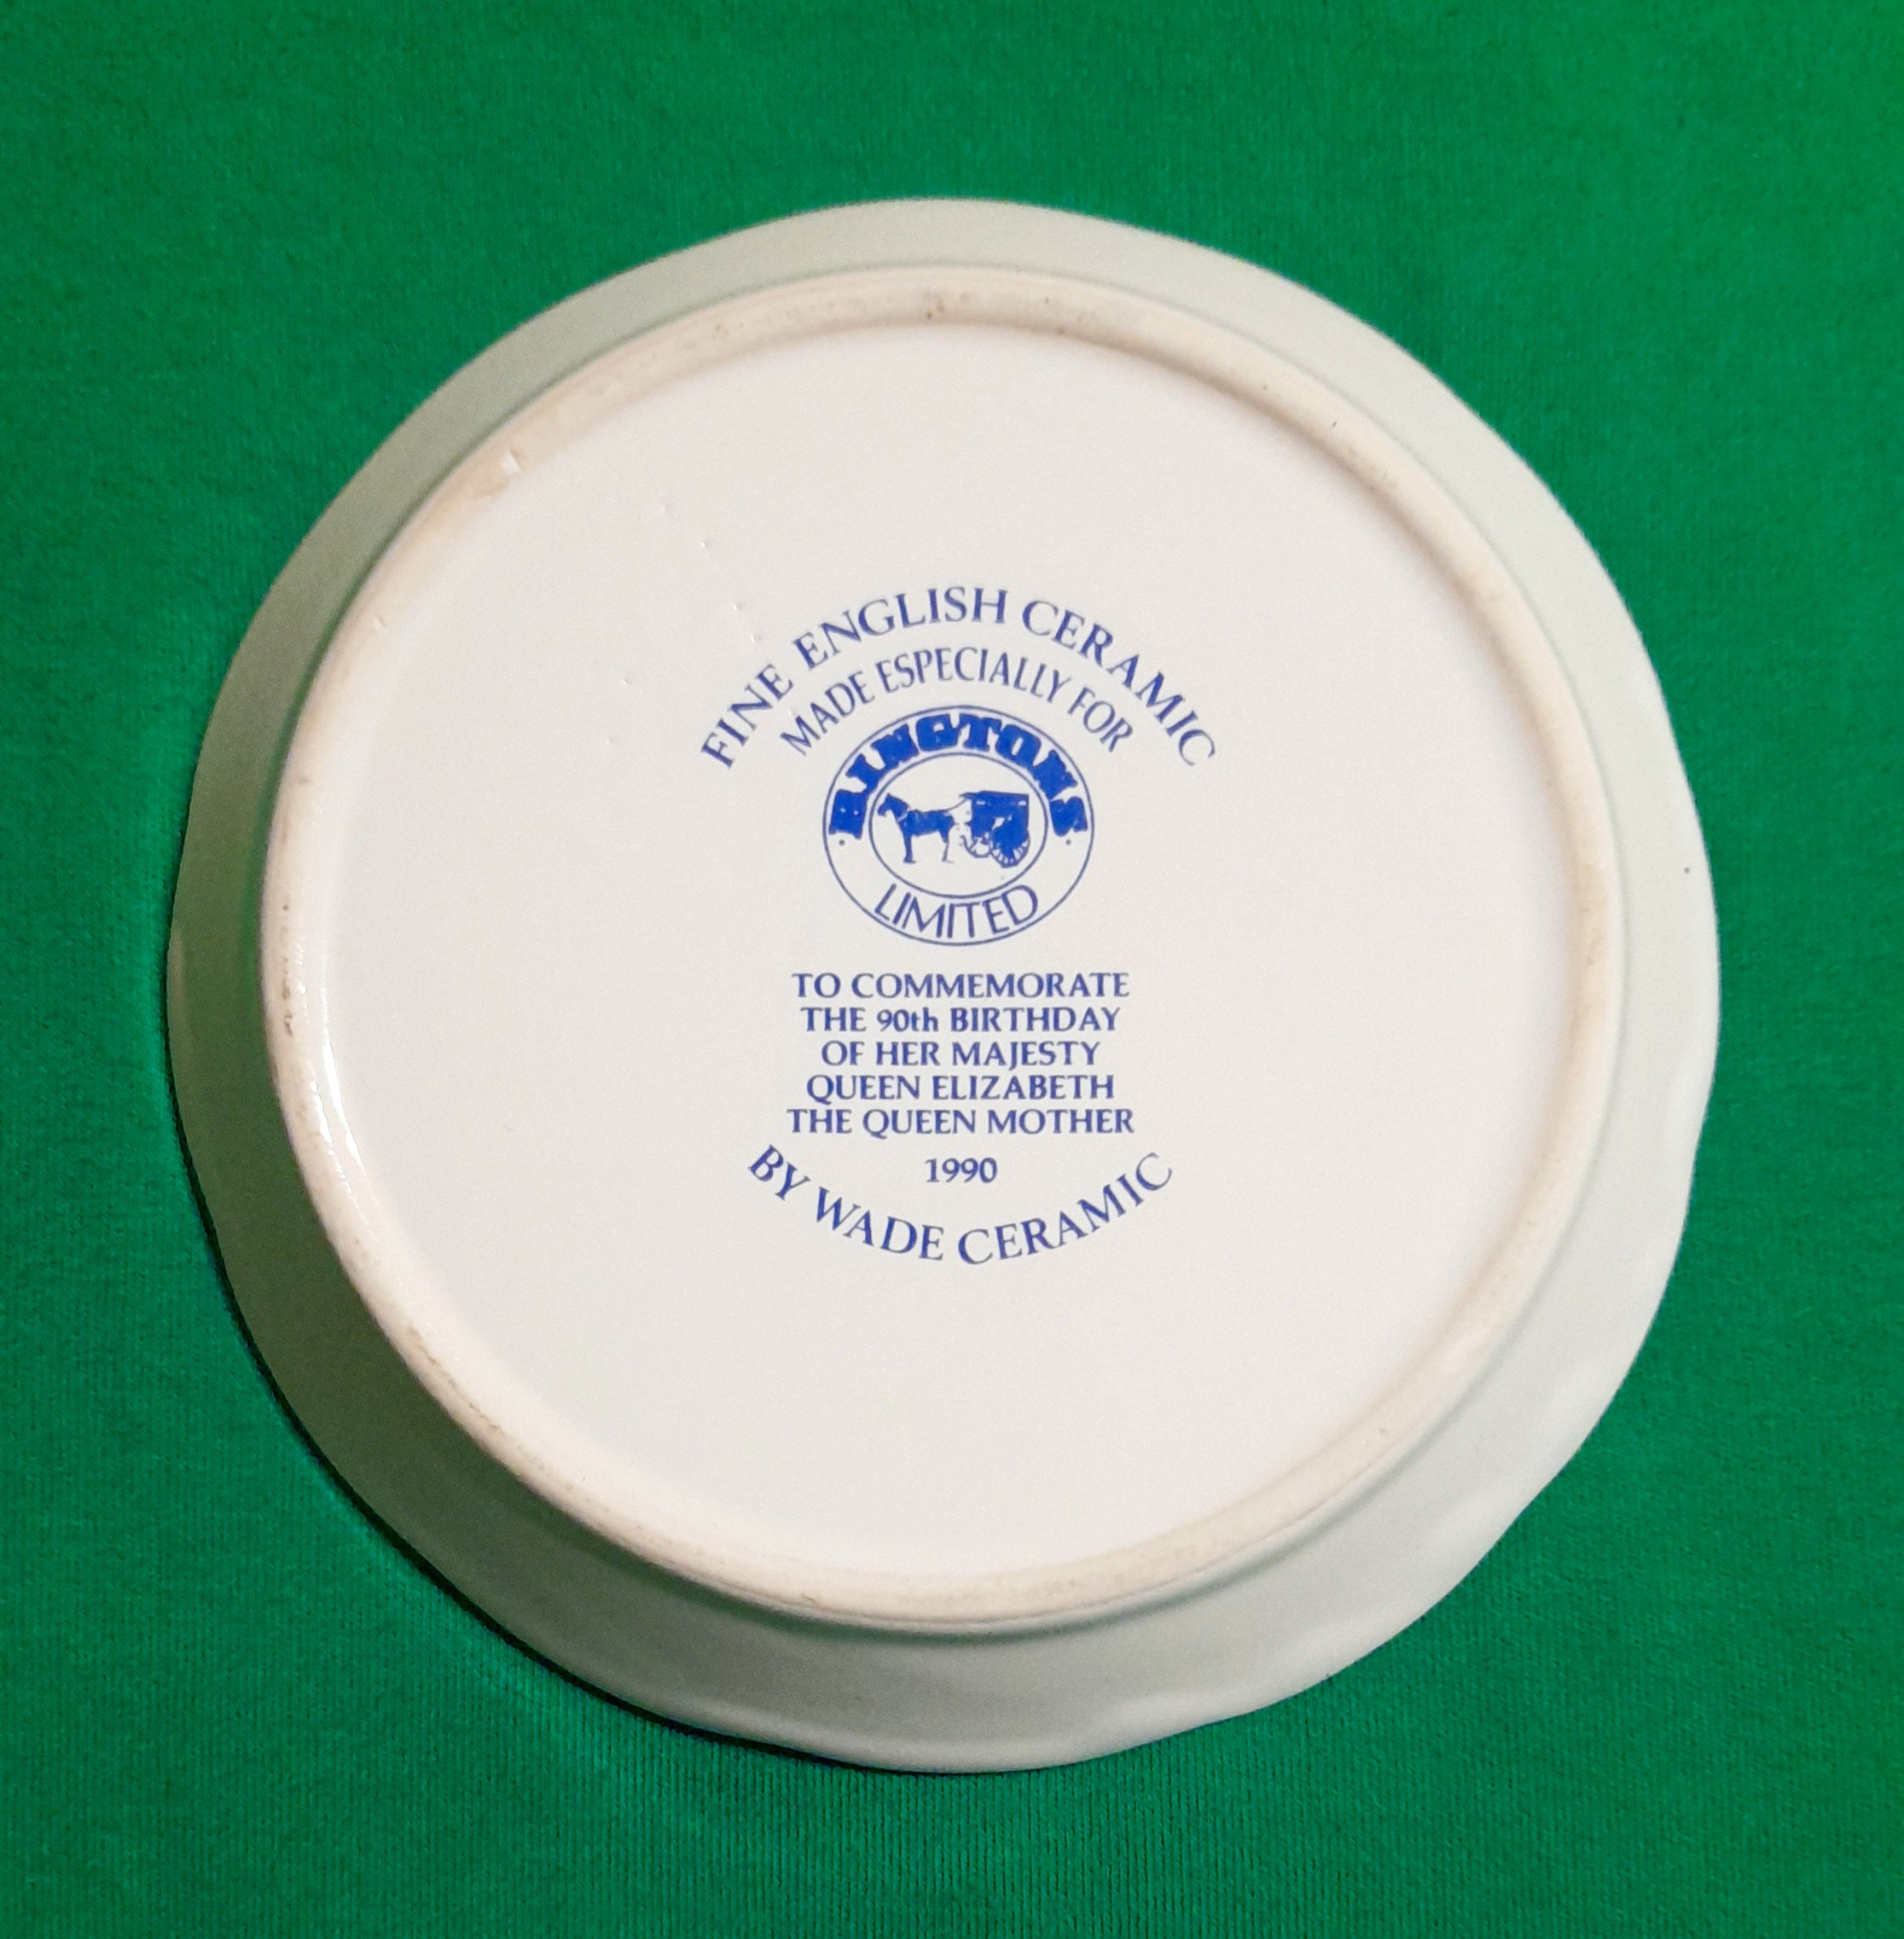 FINE ENGLISH CERAMIC
MADE ESPECIALLY FOR
RINGTONS
LIMITED
TO COMMEMORATE
THE 90th BIRTHDAY
OF HER MAJESTY
QUEEN ELIZABETH
THE QUEEN MOTHER
1990
BY WADE CERAMIC